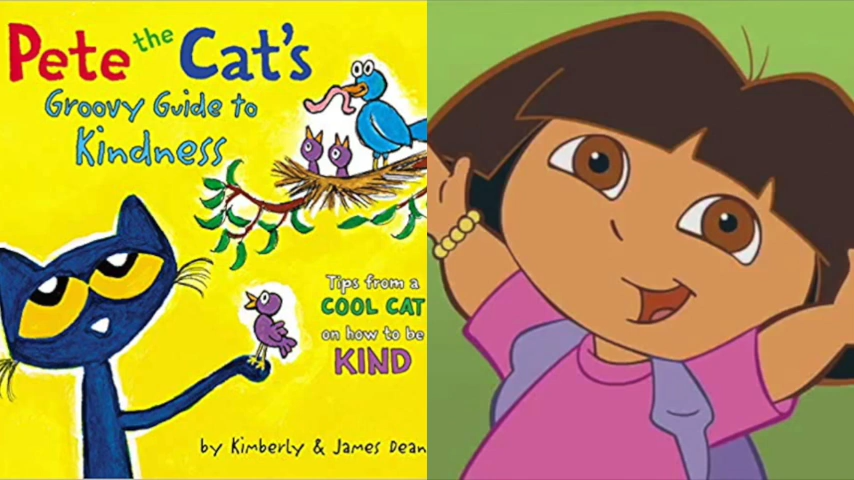 Pete the Cat's
Groovy Guide to
Kindness
Tips from a
COOL CAT
on how to be
KIND
by Kimberly & James Dean